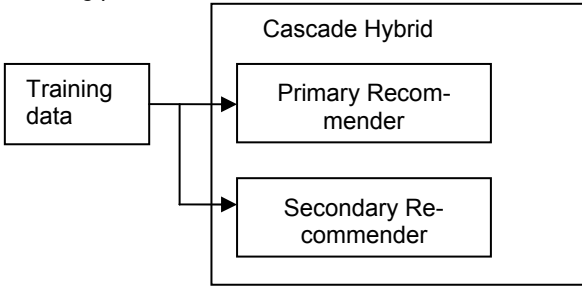 Cascade Hybrid
Training
data
Primary Recom-
mender
Secondary Re-
commender